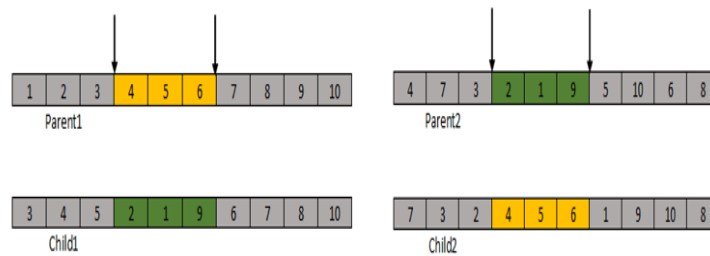 1 2 3 4 5 6 7 8 9 10
Parent1
4 7 3 2 1 9 5 10 6 8
Parent2
3 4 5 2 1 9 6 7 8 10
Child1
7 3 2 4 5 6 1 9 10 8
Child2